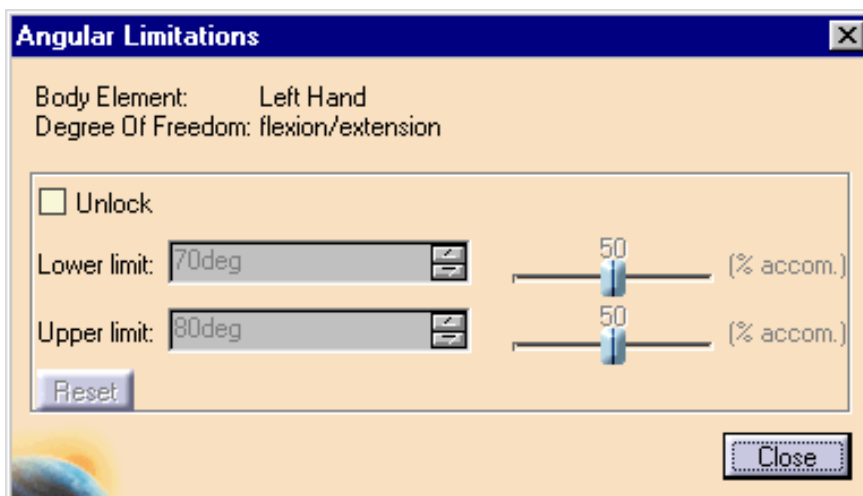 Angular Limitations
Body Element: Left Hand
Degree Of Freedom: flexion/extension
Unlock
Lower limit: 70deg 50 (% accom.)
Upper limit: 80deg 50 (% accom.)
Reset
Close